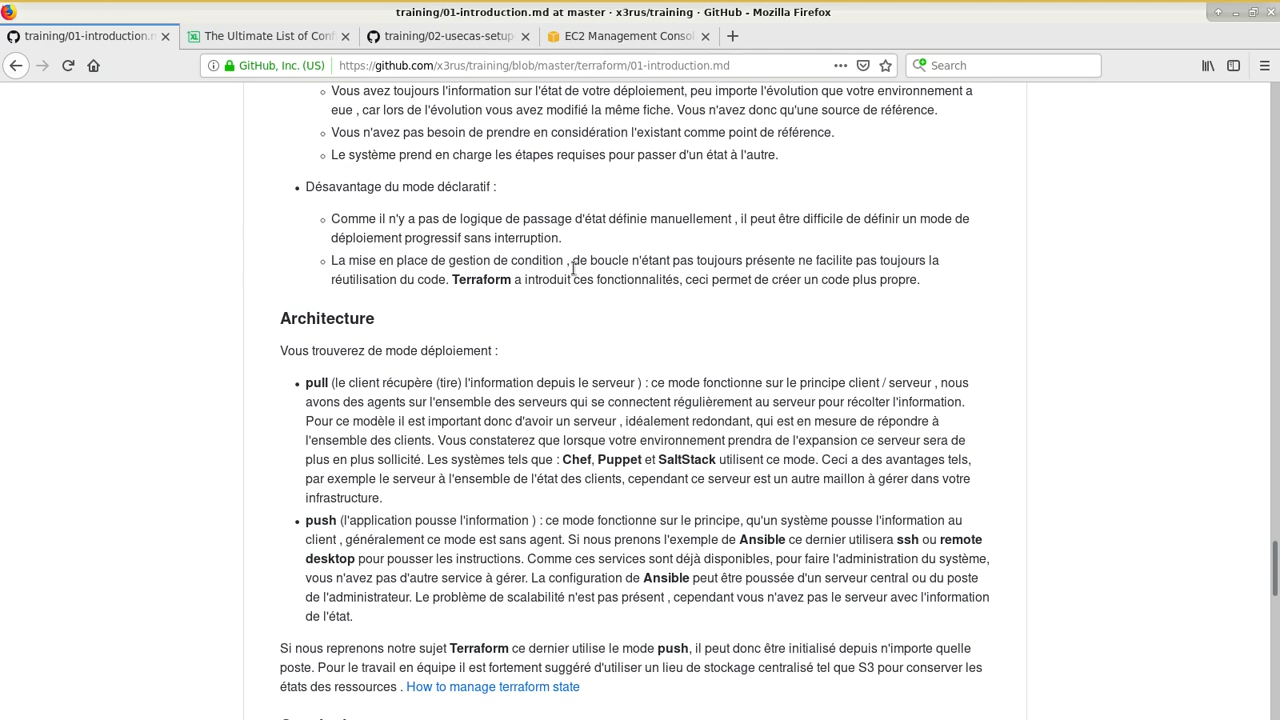 training/01-introduction.md at master · x3rus/training · GitHub - Mozilla Firefox
training/01-introduction.n
The Ultimate List of Conf
training/02-usecas-setup
EC2 Management Consol
GitHub, Inc. (US)
https://github.com/x3rus/training/blob/master/terraform/01-introduction.md
Search
Vous avez toujours l'information sur l'état de votre déploiement, peu importe l'évolution que votre environnement a
eue , car lors de l'évolution vous avez modifié la même fiche. Vous n'avez donc qu'une source de référence.
Vous n'avez pas besoin de prendre en considération l'existant comme point de référence.
Le système prend en charge les étapes requises pour passer d'un état à l'autre.
Désavantage du mode déclaratif :
Comme il n'y a pas de logique de passage d'état définie manuellement , il peut être difficile de définir un mode de
déploiement progressif sans interruption.
La mise en place de gestion de condition , de boucle n'étant pas toujours présente ne facilite pas toujours la
réutilisation du code. Terraform a introduit ces fonctionnalités, ceci permet de créer un code plus propre.
Architecture
Vous trouverez de mode déploiement :
pull (le client récupère (tire) l'information depuis le serveur ) : ce mode fonctionne sur le principe client / serveur , nous
avons des agents sur l'ensemble des serveurs qui se connectent régulièrement au serveur pour récolter l'information.
Pour ce modèle il est important donc d'avoir un serveur , idéalement redondant, qui est en mesure de répondre à
l'ensemble des clients. Vous constaterez que lorsque votre environnement prendra de l'expansion ce serveur sera de
plus en plus sollicité. Les systèmes tels que : Chef, Puppet et SaltStack utilisent ce mode. Ceci a des avantages tels,
par exemple le serveur à l'ensemble de l'état des clients, cependant ce serveur est un autre maillon à gérer dans votre
infrastructure.
push (l'application pousse l'information ) : ce mode fonctionne sur le principe, qu'un système pousse l'information au
client , généralement ce mode est sans agent. Si nous prenons l'exemple de Ansible ce dernier utilisera ssh ou remote
desktop pour pousser les instructions. Comme ces services sont déjà disponibles, pour faire l'administration du système,
vous n'avez pas d'autre service à gérer. La configuration de Ansible peut être poussée d'un serveur central ou du poste
de l'administrateur. Le problème de scalabilité n'est pas présent , cependant vous n'avez pas le serveur avec l'information
de l'état.
Si nous reprenons notre sujet Terraform ce dernier utilise le mode push, il peut donc être initialisé depuis n'importe quelle
poste. Pour le travail en équipe il est fortement suggéré d'utiliser un lieu de stockage centralisé tel que S3 pour conserver les
états des ressources . How to manage terraform state